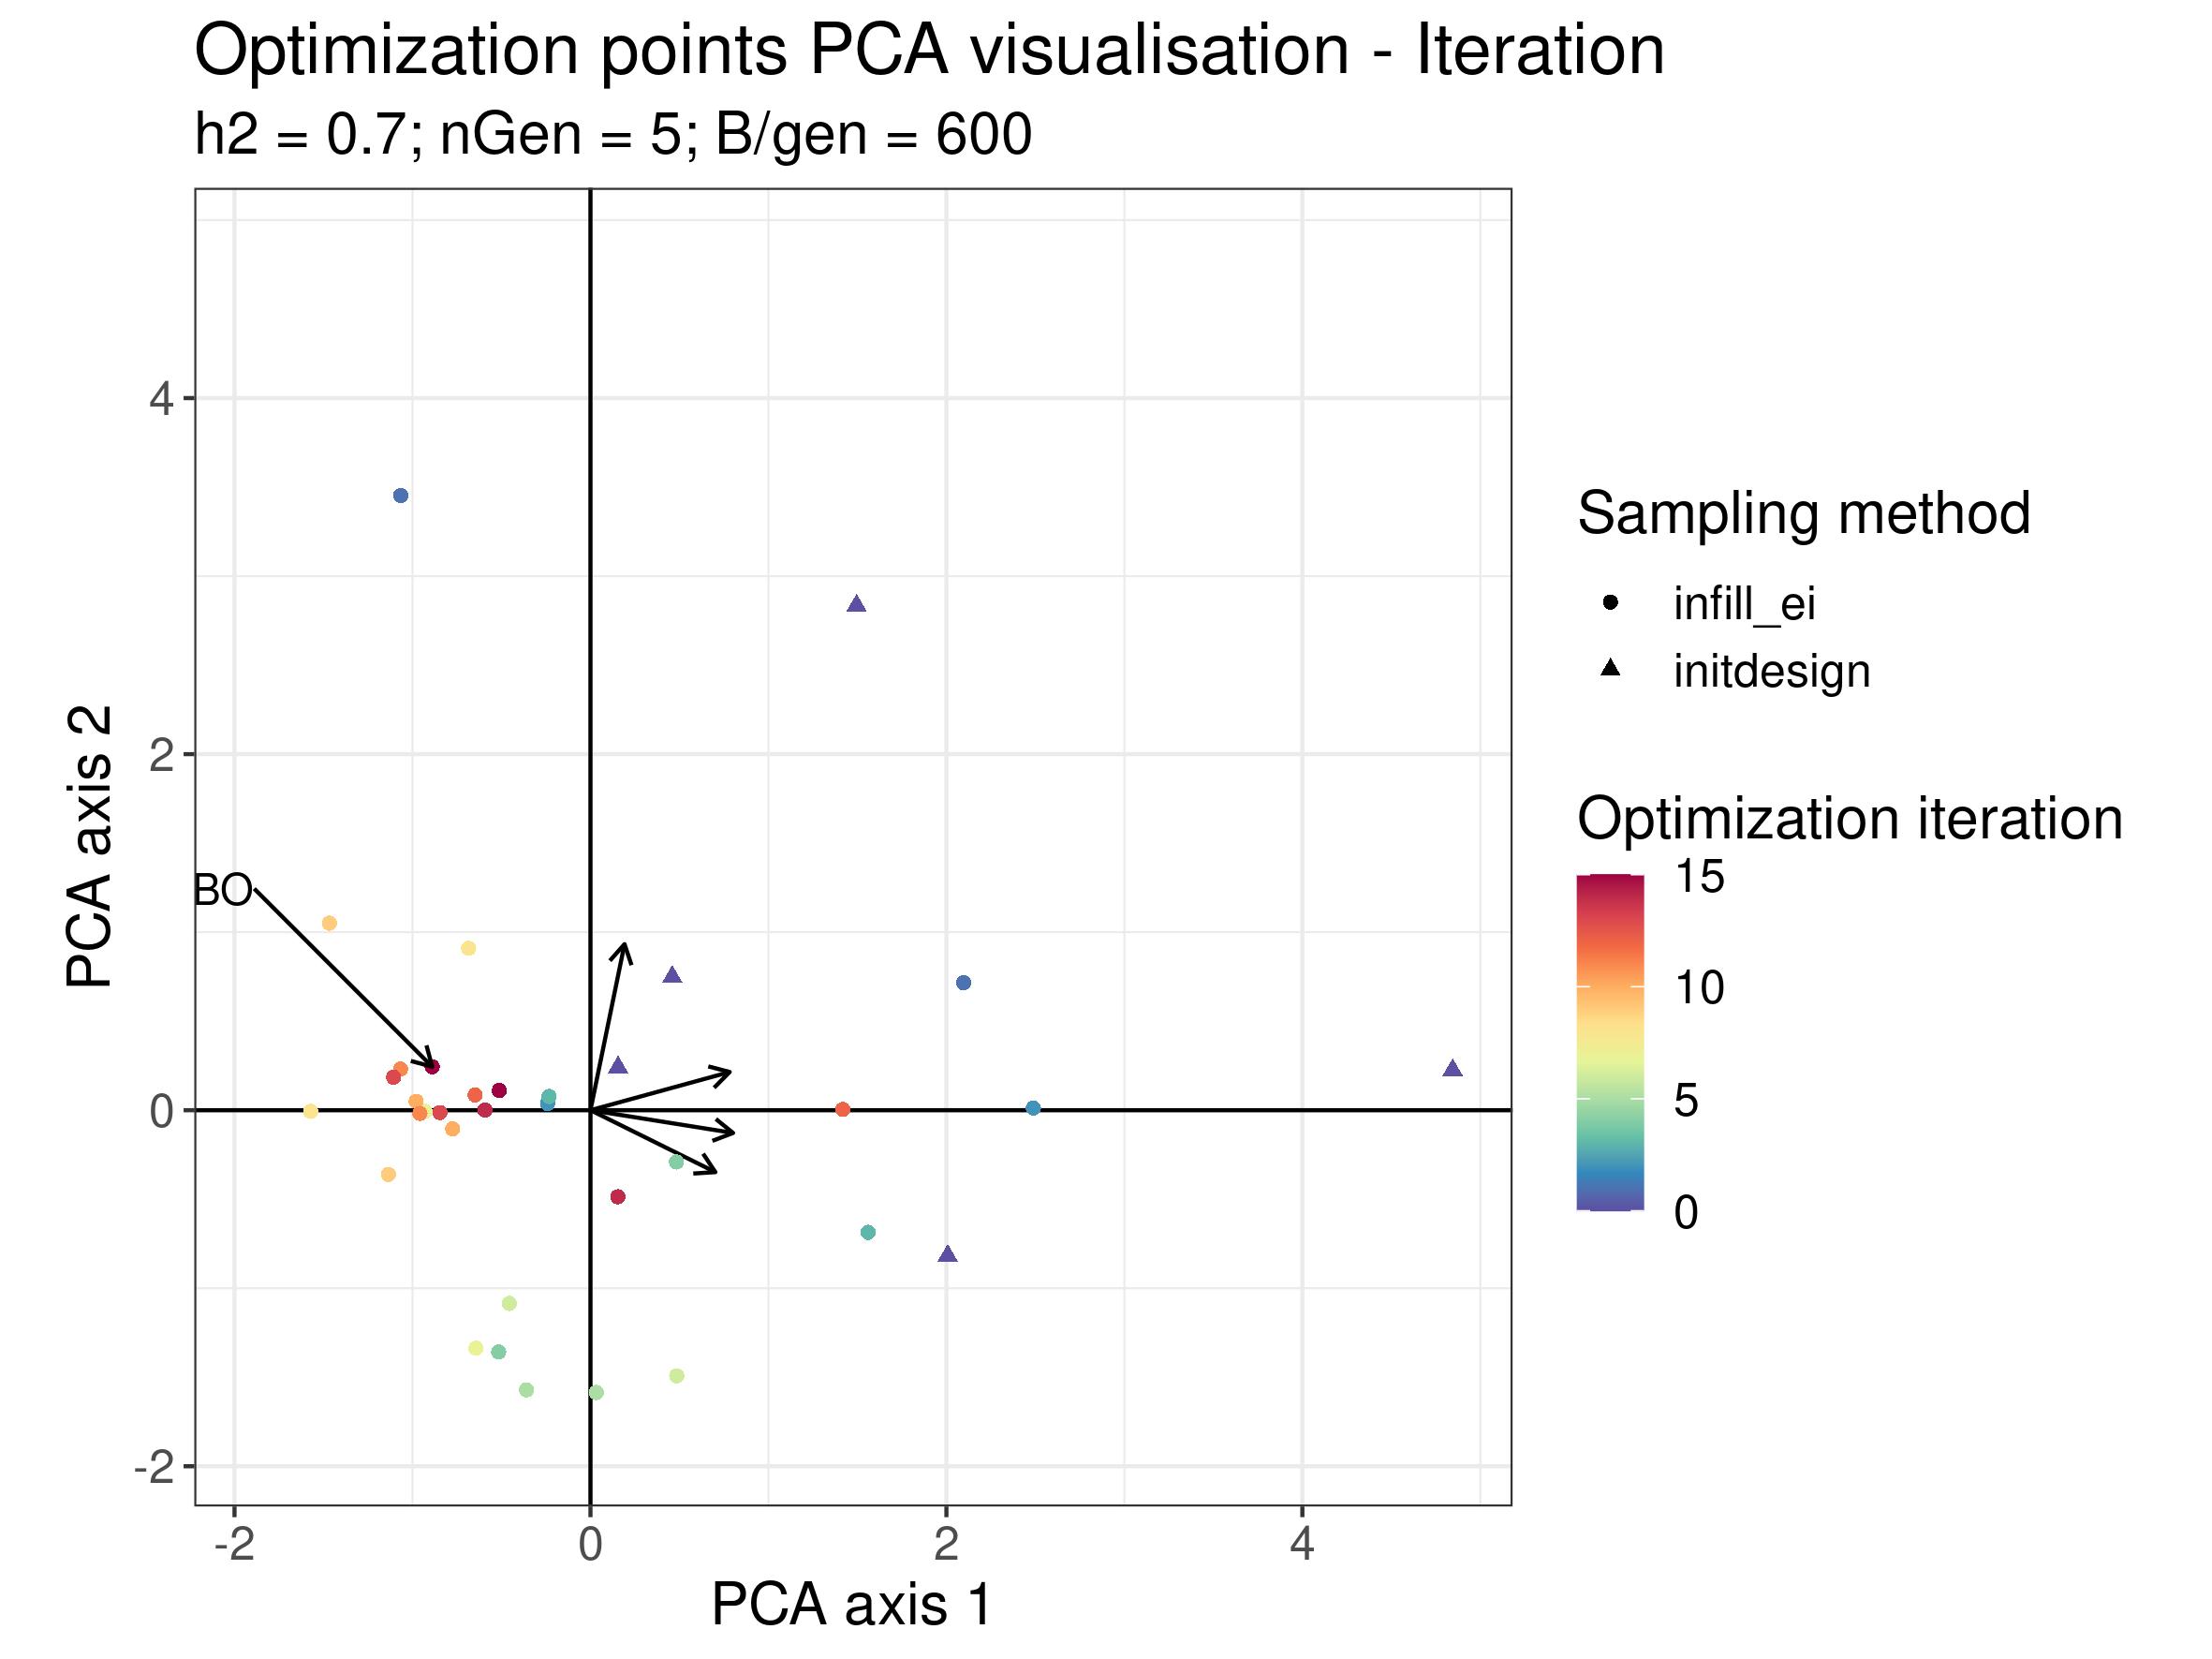 Optimization points PCA visualisation - Iteration
h2 = 0.7; nGen = 5; B/gen = 600
PCA axis 2
4
2
0
-2
BO
-2
0
2
4
PCA axis 1
Sampling method
infill_ei
initdesign
Optimization iteration
15
10
5
0